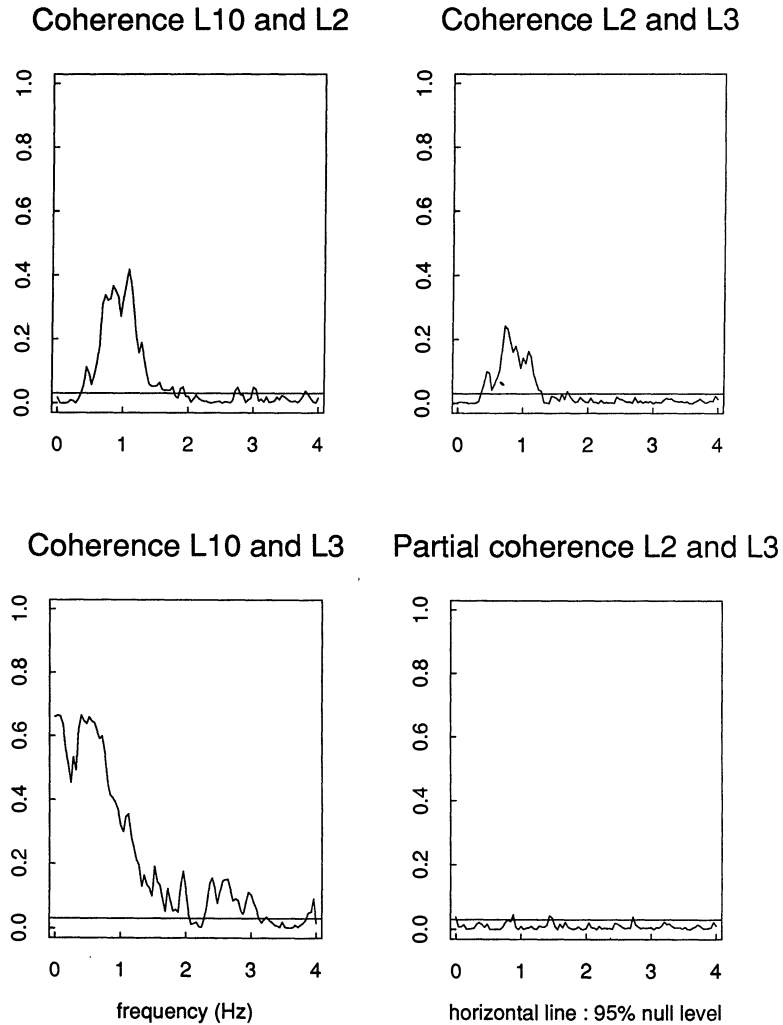 Coherence L10 and L2
Coherence L2 and L3
1.0
0.8
0.6
0.4
0.2
0.0
0 1 2 3 4
1.0
0.8
0.6
0.4
0.2
0.0
0 1 2 3 4
Coherence L10 and L3
Partial coherence L2 and L3
1.0
0.8
0.6
0.4
0.2
0.0
0 1 2 3 4
frequency (Hz)
1.0
0.8
0.6
0.4
0.2
0.0
0 1 2 3 4
horizontal line : 95% null level